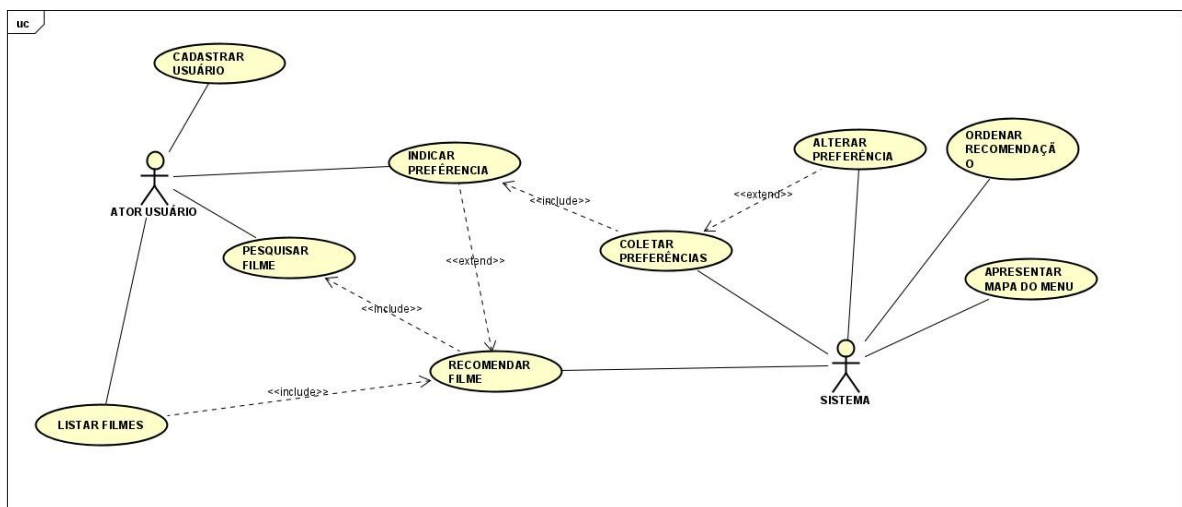 uc
CADASTRAR
USUÁRIO
INDICAR
PREFÊRENCIA
ALTERAR
PREFERÊNCIA
ORDENAR
RECOMENDAÇÃ
O
ATOR USUÁRIO
<<include>>
<<extend>>
PESQUISAR
FILME
COLETAR
PREFERÊNCIAS
<<extend>>
APRESENTAR
MAPA DO MENU
<<include>>
RECOMENDAR
FILME
<<include>>
SISTEMA
LISTAR FILMES